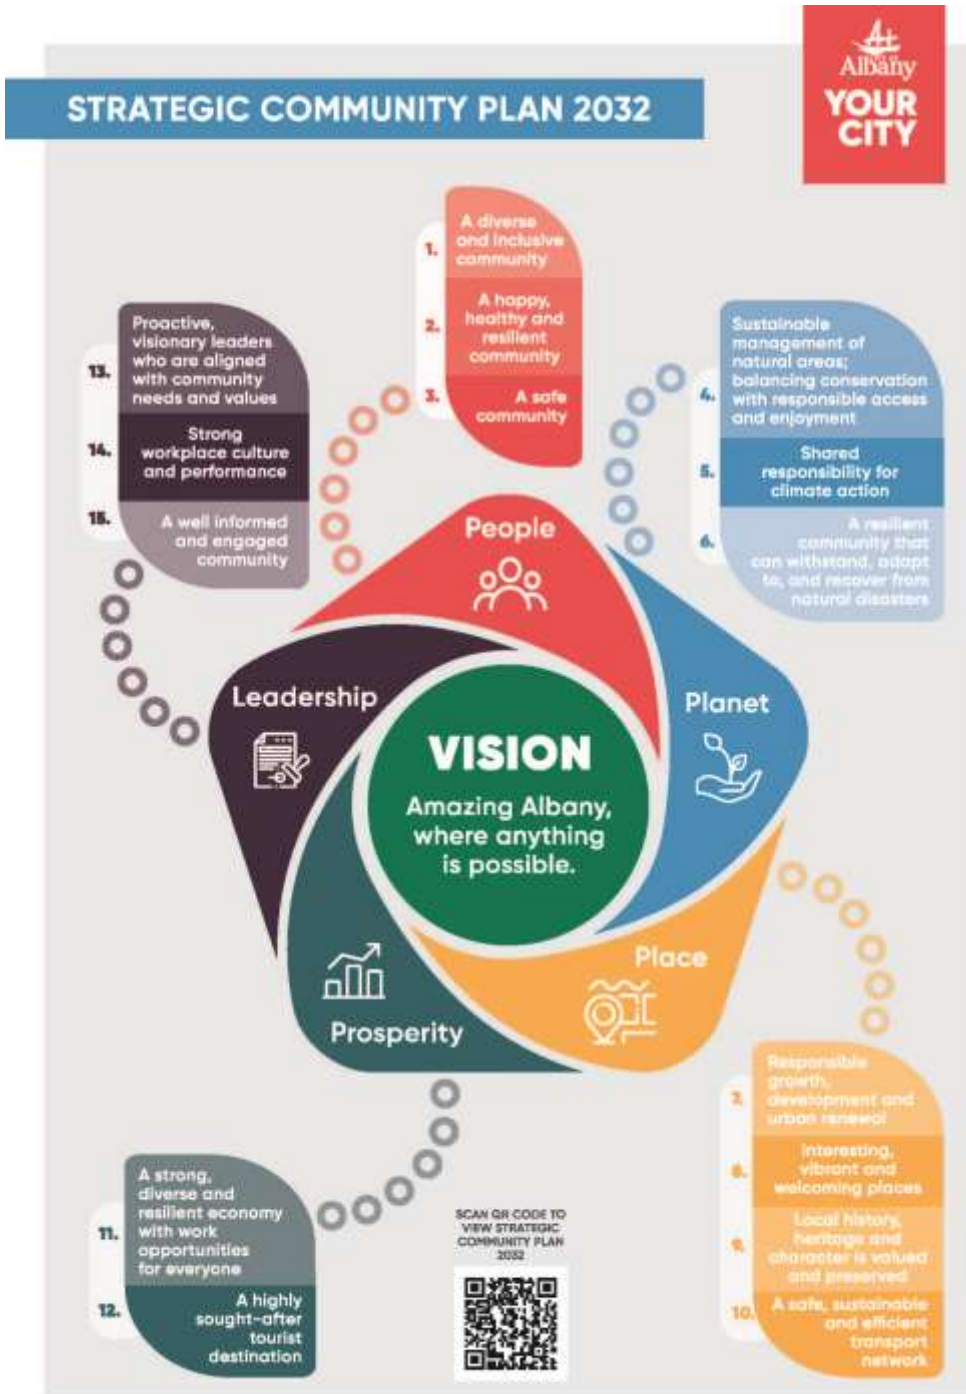 Albany
YOUR
CITY
STRATEGIC COMMUNITY PLAN 2032
1.
A diverse
and inclusive
community
2.
A happy,
healthy and
resilient
community
3.
A safe
community
13.
Proactive,
visionary leaders
who are aligned
with community
needs and values
14.
Strong
workplace culture
and performance
15.
A well informed
and engaged
community
4.
Sustainable
management of
natural areas;
balancing conservation
with responsible access
and enjoyment
5.
Shared
responsibility for
climate action
6.
A resilient
community that
can withstand, adapt
to, and recover from
natural disasters
People
Leadership
Planet
VISION
Amazing Albany,
where anything
is possible.
Place
Prosperity
7.
Responsible
growth,
development and
urban renewal
8.
Interesting,
vibrant and
welcoming places
9.
Local history,
heritage and
character is valued
and preserved
10.
A safe, sustainable
and efficient
transport
network
11.
A strong,
diverse and
resilient economy
with work
opportunities
for everyone
12.
A highly
sought-after
tourist
destination
SCAN QR CODE TO
VIEW STRATEGIC
COMMUNITY PLAN
2032